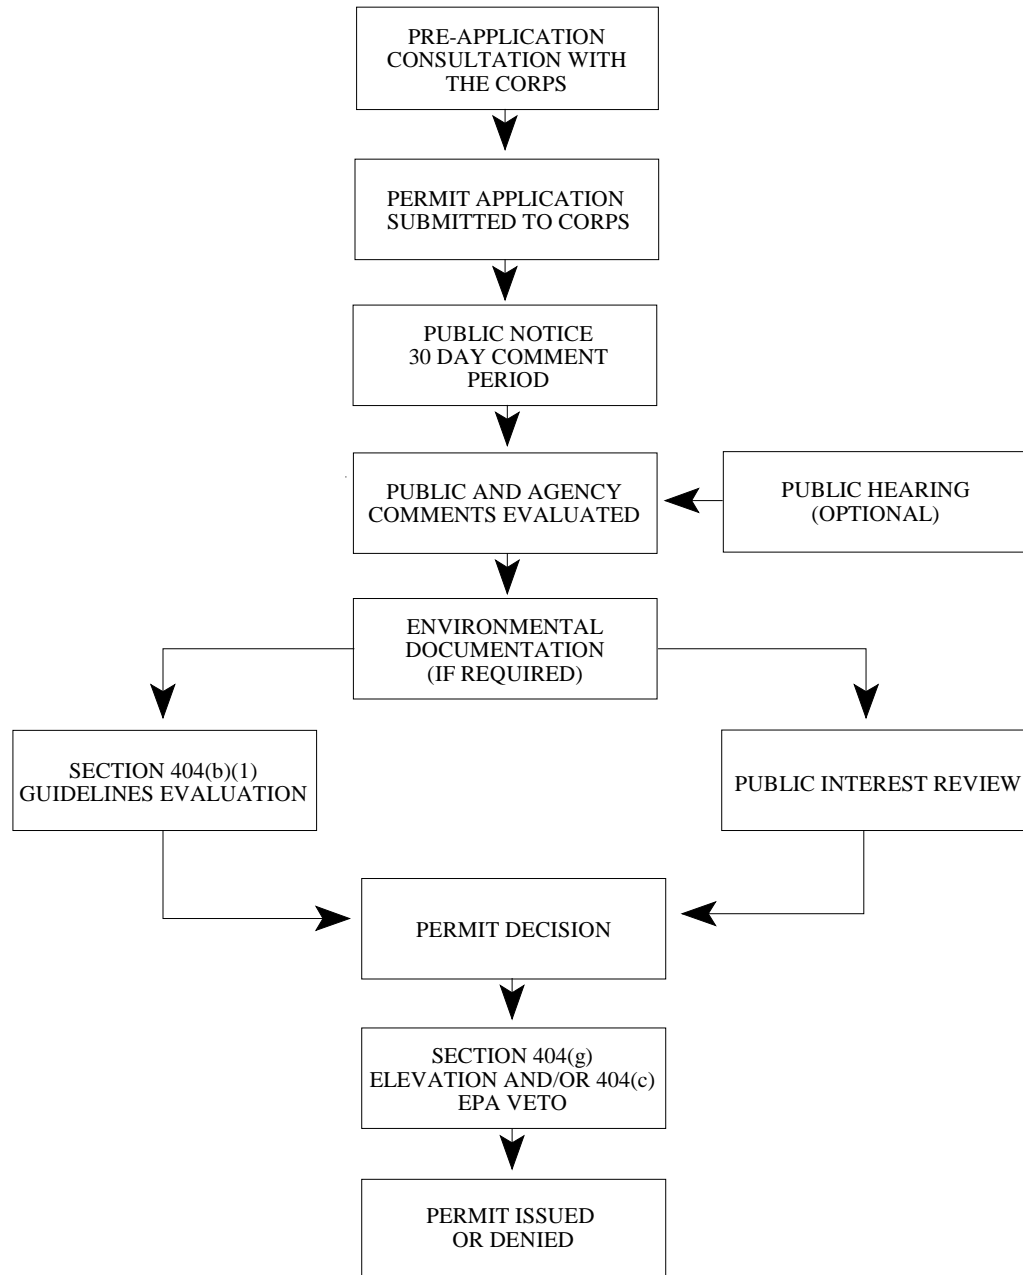 PRE-APPLICATION
CONSULTATION WITH
THE CORPS
PERMIT APPLICATION
SUBMITTED TO CORPS
PUBLIC NOTICE
30 DAY COMMENT
PERIOD
PUBLIC AND AGENCY
COMMENTS EVALUATED
PUBLIC HEARING
(OPTIONAL)
ENVIRONMENTAL
DOCUMENTATION
(IF REQUIRED)
SECTION 404(b)(1)
GUIDELINES EVALUATION
PUBLIC INTEREST REVIEW
PERMIT DECISION
SECTION 404(g)
ELEVATION AND/OR 404(c)
EPA VETO
PERMIT ISSUED
OR DENIED